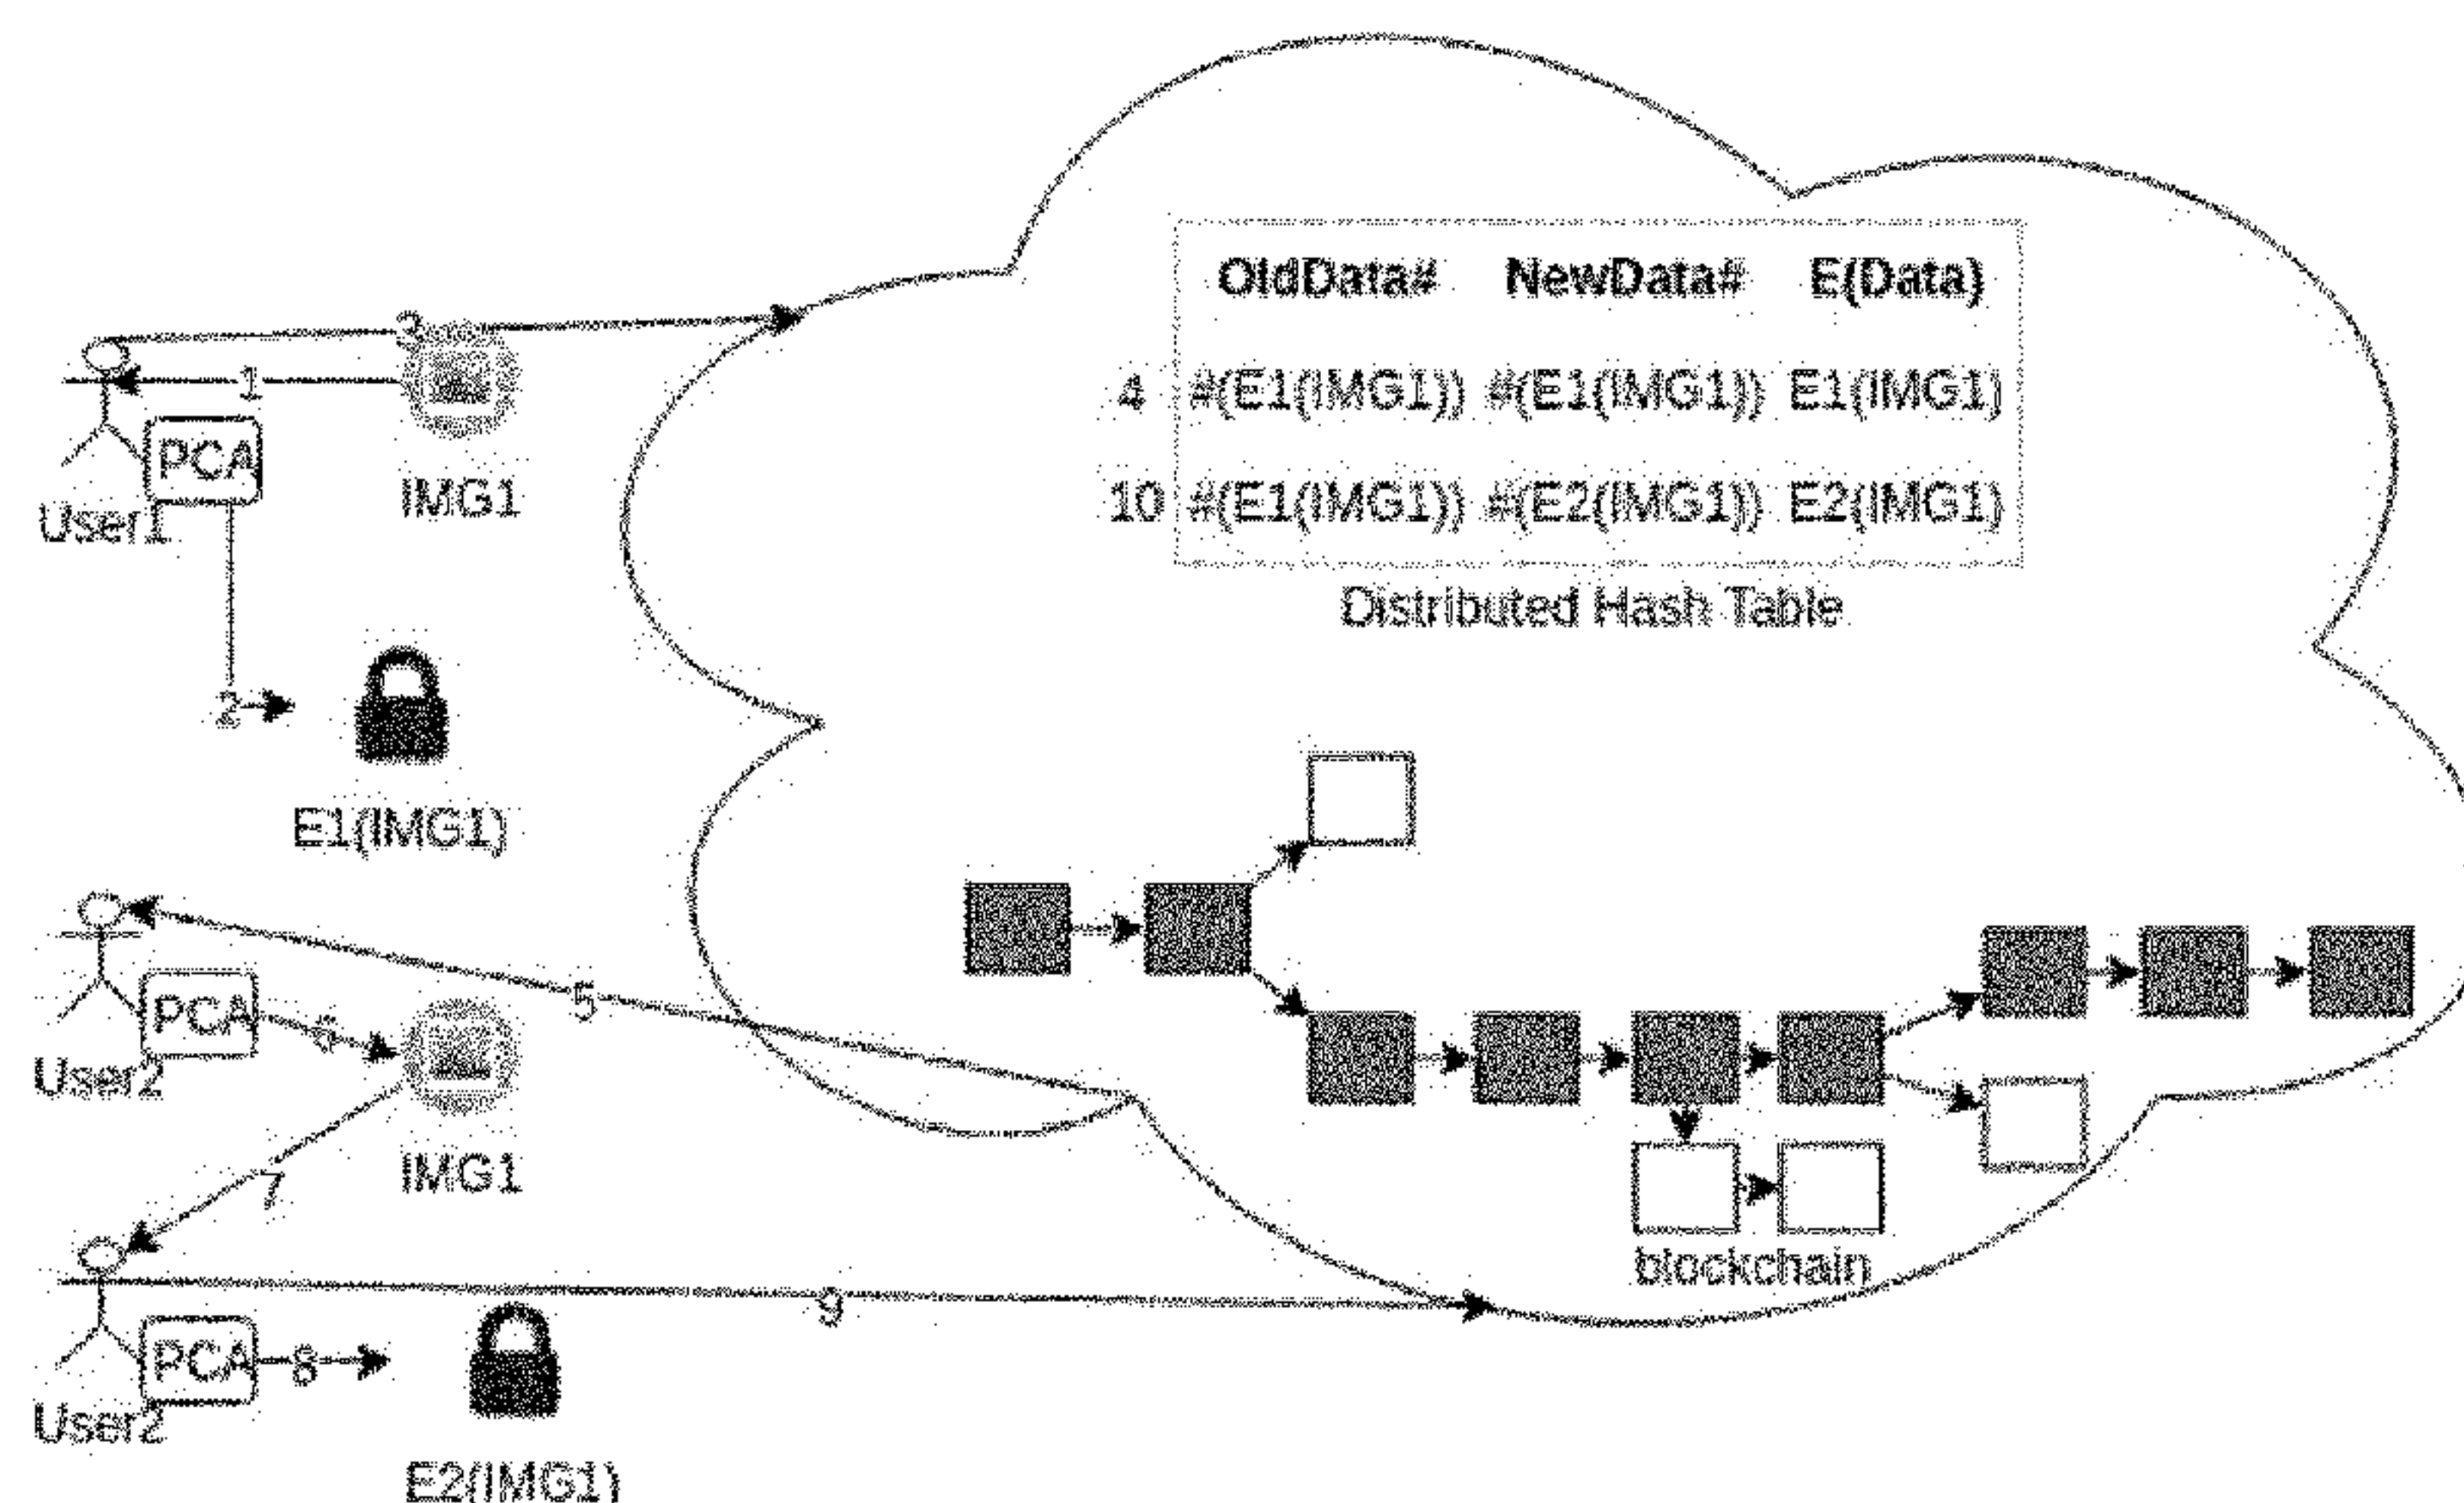 OldData# NewData# E(Data)
3
1
4 #(E1(IMG1)) #(E1(IMG1)) E1(IMG1)
PCA
IMG1
User1
10 #(E1(IMG1)) #(E2(IMG1)) E2(IMG1)
Distributed Hash Table
2
E1(IMG1)
5
PCA
6
User2
IMG1
7
blockchain
9
PCA
8
User2
E2(IMG1)